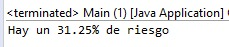 <terminated> Main (1) [Java Application]
Hay un 31.25% de riesgo